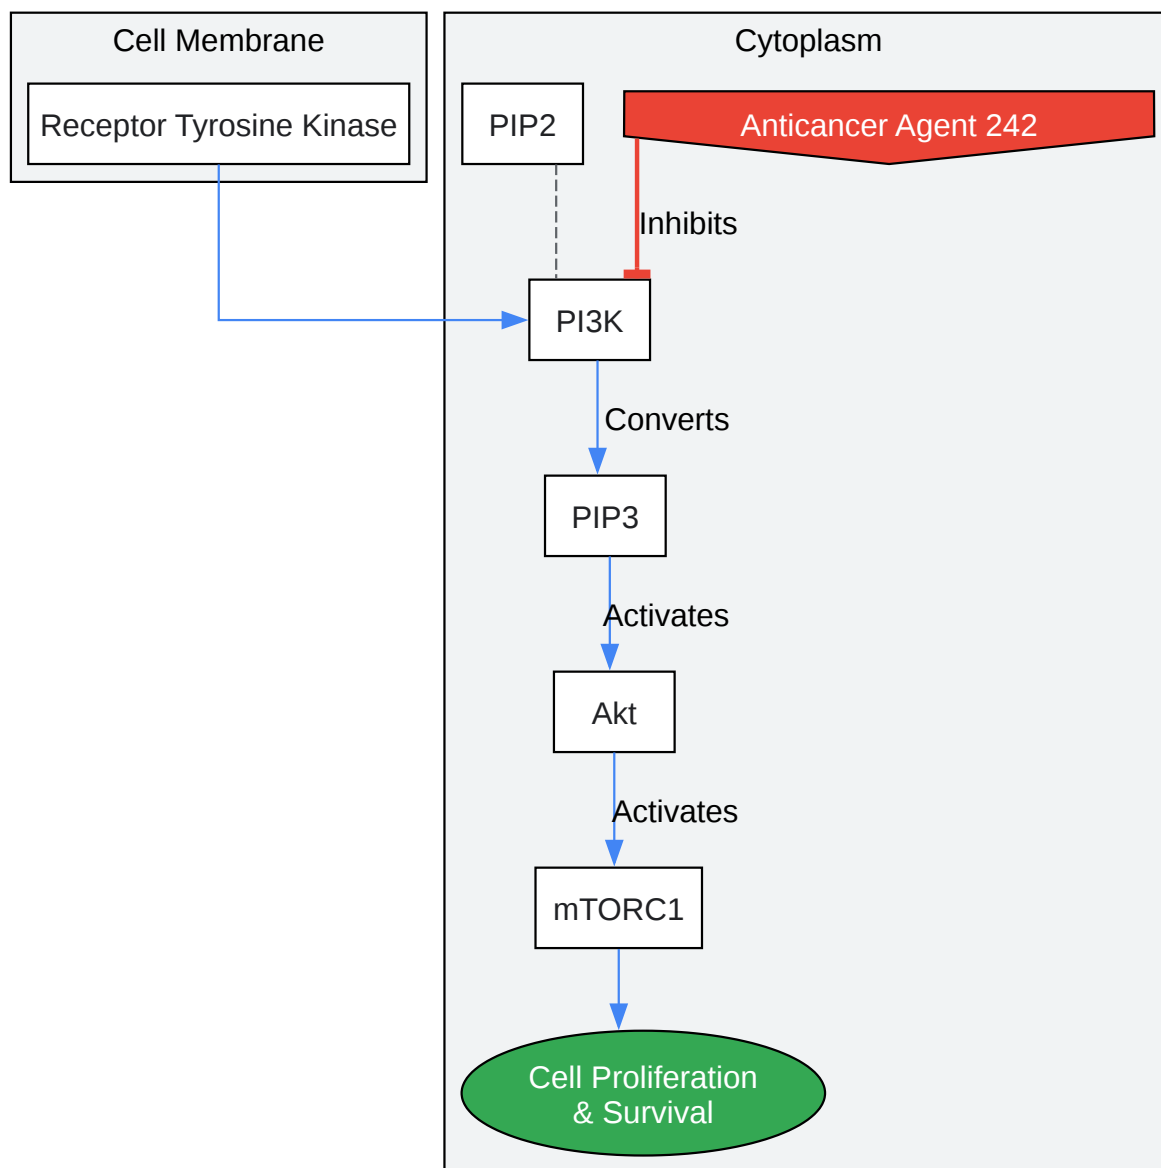 Cell Membrane
Cytoplasm
Receptor Tyrosine Kinase
PIP2
Anticancer Agent 242
Inhibits
PI3K
Converts
PIP3
Activates
Akt
Activates
mTORC1
Cell Proliferation
& Survival